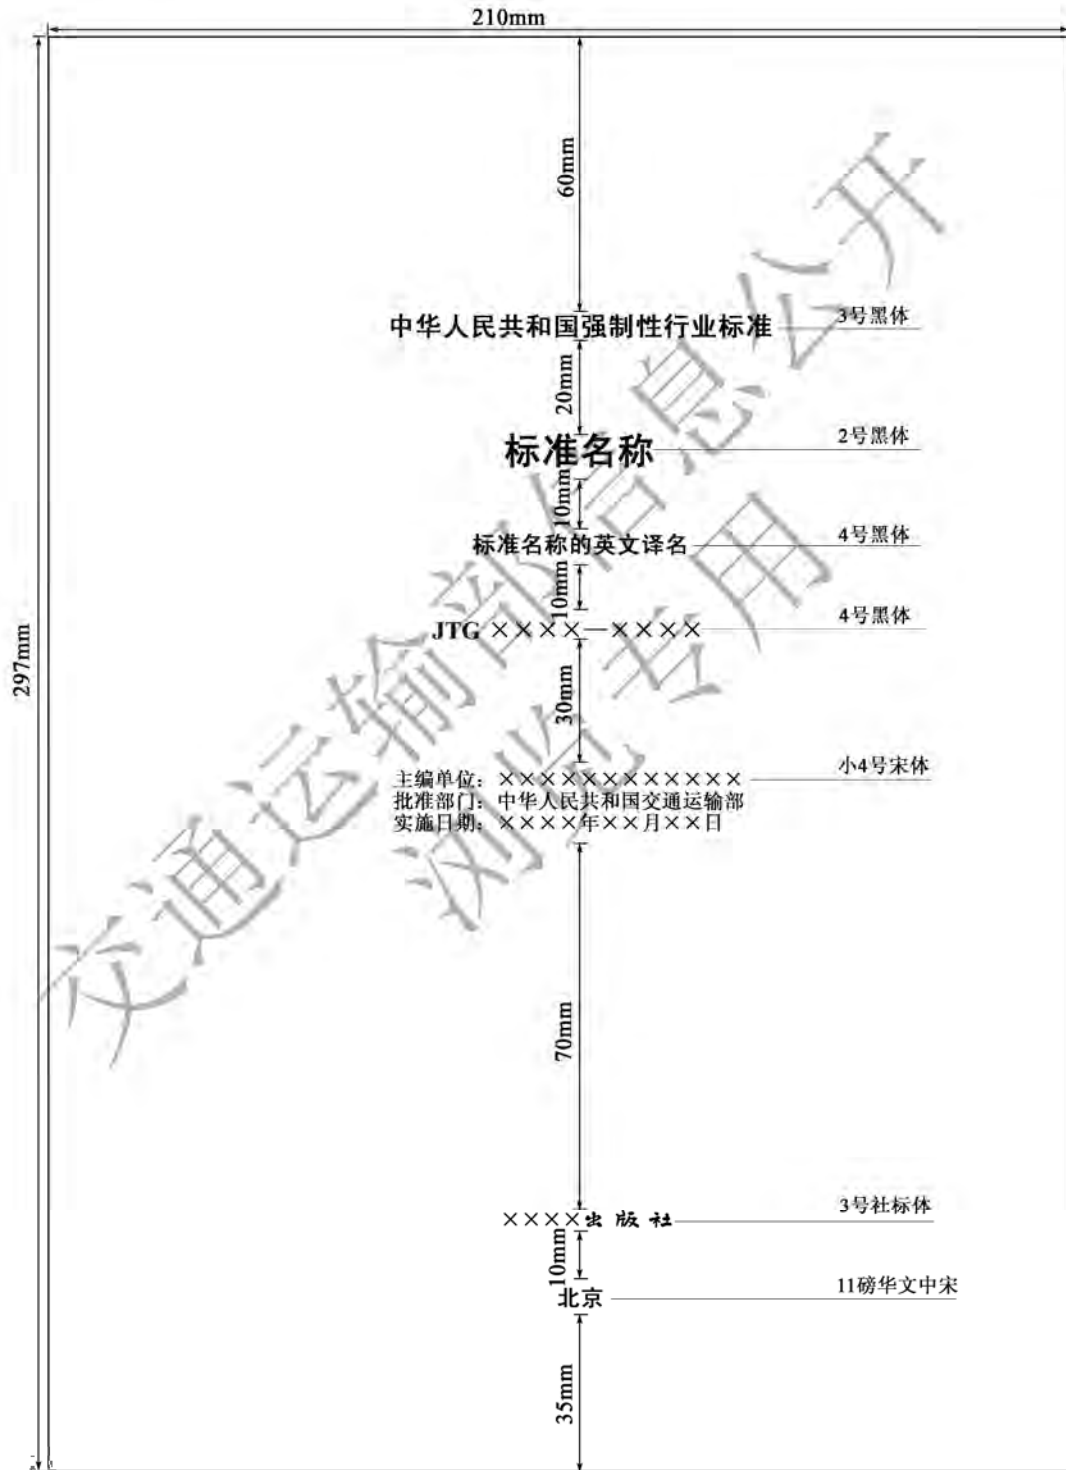 210mm
60mm
中华人民共和国强制性行业标准
3号黑体
20mm
标准名称
2号黑体
10mm
标准名称的英文译名
4号黑体
10mm
JTG ××××—××××
4号黑体
297mm
30mm
主编单位：××××××××××××
小4号宋体
批准部门：中华人民共和国交通运输部
实施日期：××××年××月××日
70mm
××××出版社
3号社标体
10mm
北京
11磅华文中宋
35mm
交通运输部信息公开
浏览专用